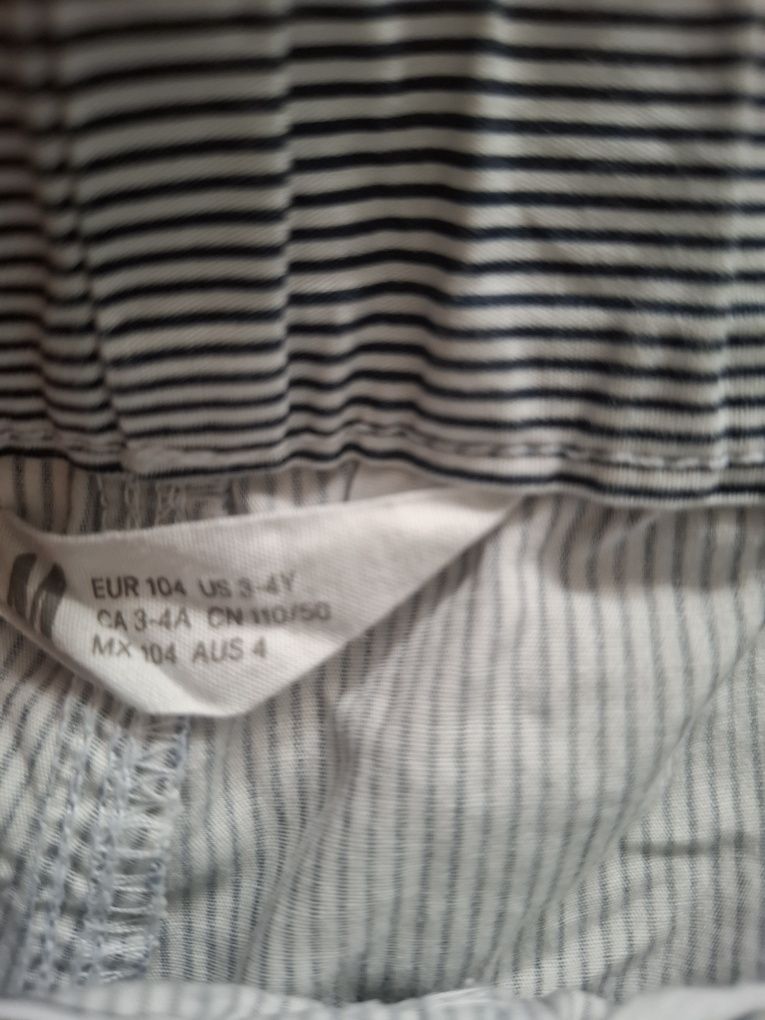 EUR 104 US 3-4Y
CA 3-4A CN 110/50
MX 104 AUS 4